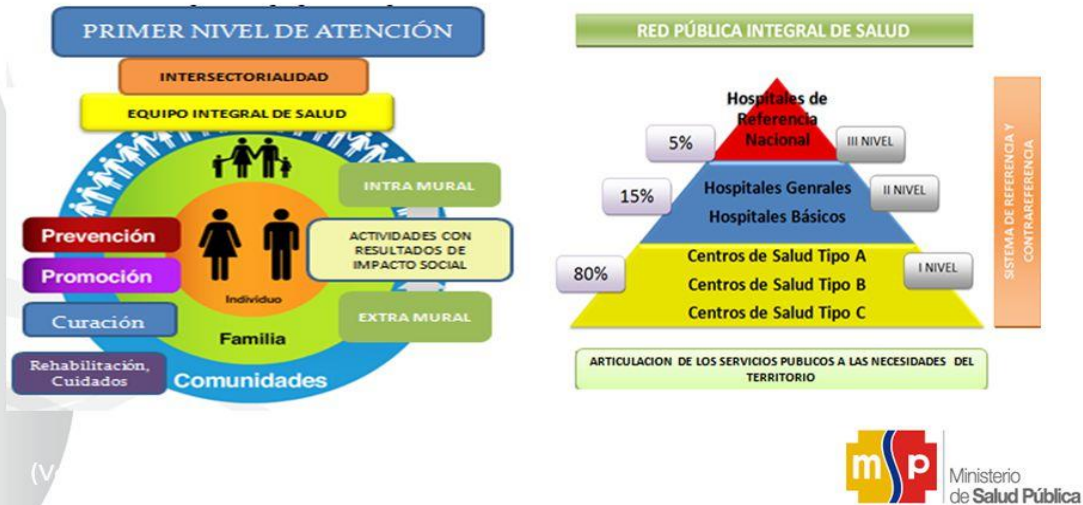 PRIMER NIVEL DE ATENCIÓN
INTERSECTORIALIDAD
EQUIPO INTEGRAL DE SALUD
INTRA MURAL
Prevención
ACTIVIDADES CON
RESULTADOS DE
IMPACTO SOCIAL
Promoción
Individuo
Curación
EXTRA MURAL
Familia
Rehabilitación,
Cuidados
Comunidades
RED PÚBLICA INTEGRAL DE SALUD
Hospitales de
Referencia
Nacional
5%
III NIVEL
15%
Hospitales Genrales
Hospitales Básicos
II NIVEL
80%
Centros de Salud Tipo A
Centros de Salud Tipo B
Centros de Salud Tipo C
I NIVEL
SISTEMA DE REFERENCIA Y
CONTRAREFERENCIA
ARTICULACION DE LOS SERVICIOS PUBLICOS A LAS NECESIDADES DEL
TERRITORIO
msp
Ministerio
de Salud Pública